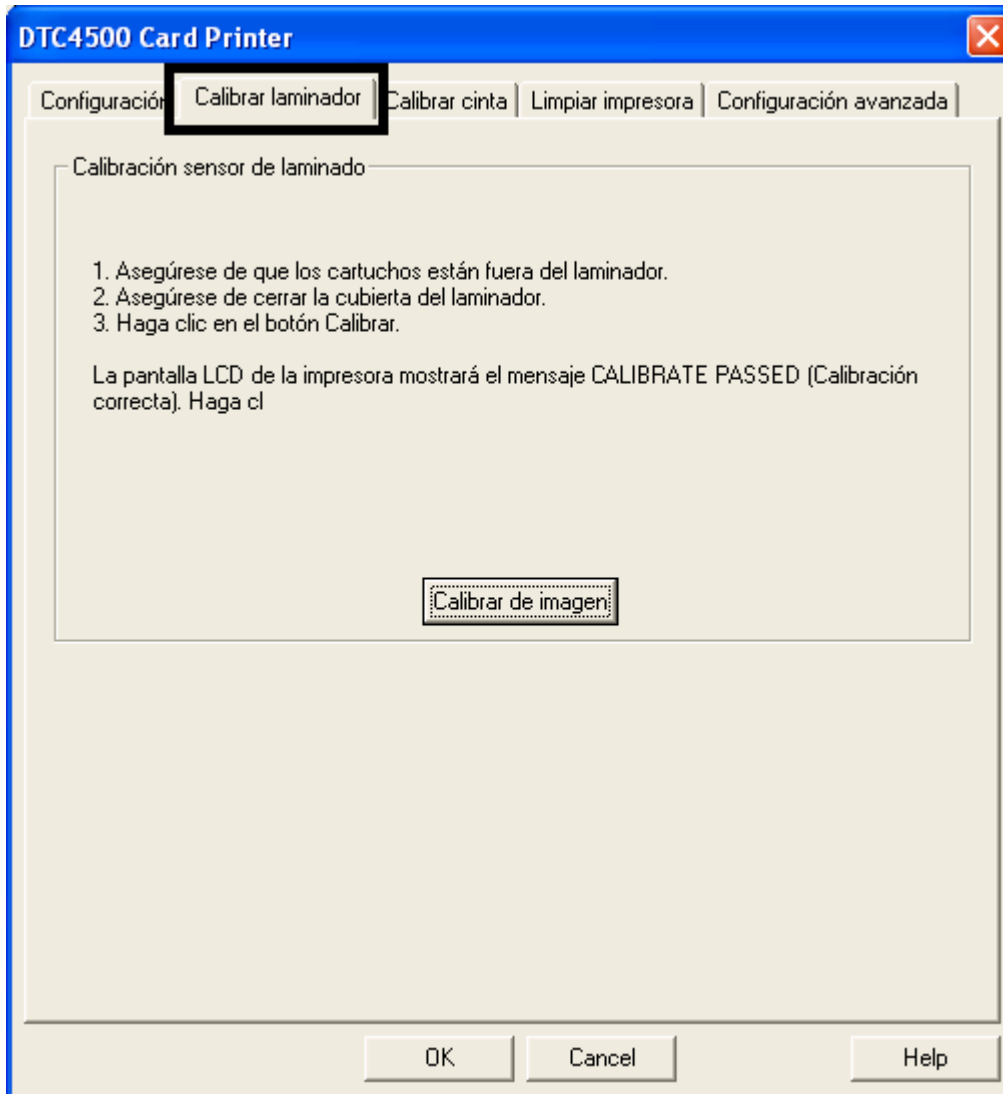 DTC4500 Card Printer
Configuración Calibrar laminador Calibrar cinta Limpiar impresora Configuración avanzada
Calibración sensor de laminado
1. Asegúrese de que los cartuchos están fuera del laminador.
2. Asegúrese de cerrar la cubierta del laminador.
3. Haga clic en el botón Calibrar.
La pantalla LCD de la impresora mostrará el mensaje CALIBRATE PASSED (Calibración
correcta). Haga cl
Calibrar de imagen
OK Cancel Help